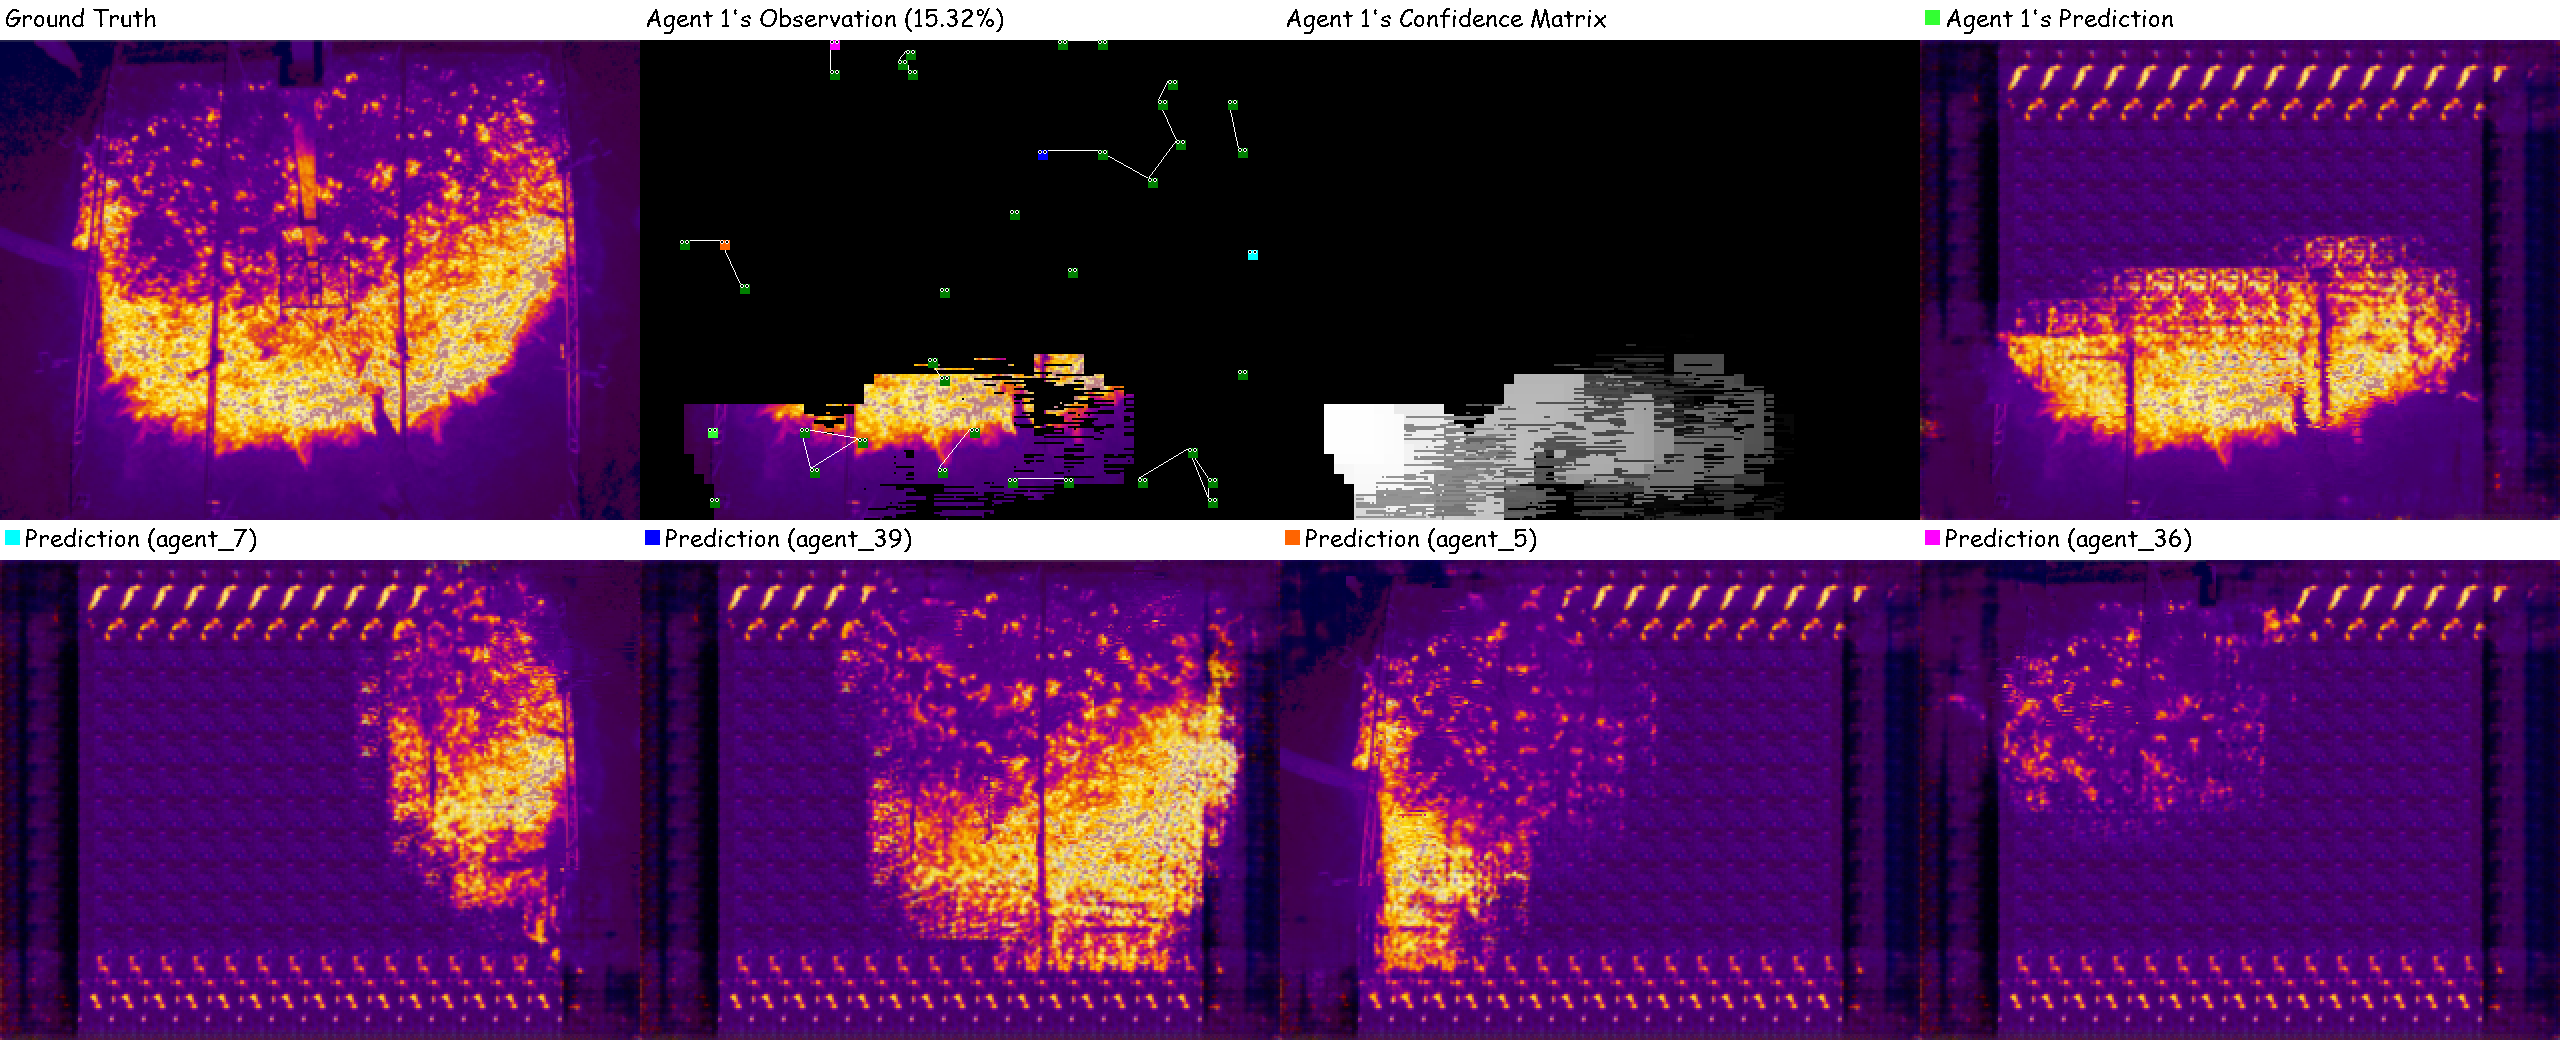 Ground Truth
Agent 1's Observation (15.32%)
Agent 1's Confidence Matrix
Agent 1's Prediction
Prediction (agent_7)
Prediction (agent_39)
Prediction (agent_5)
Prediction (agent_36)